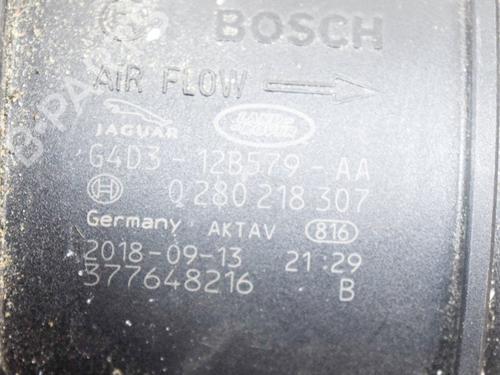 BOSCH
AIR FLOW
JAGUAR LAND ROVER
G4D3-12B579-AA
0 280 218 307
Germany AKTAV 816
2018-09-13 21:29
377648216 B
B-PARTS